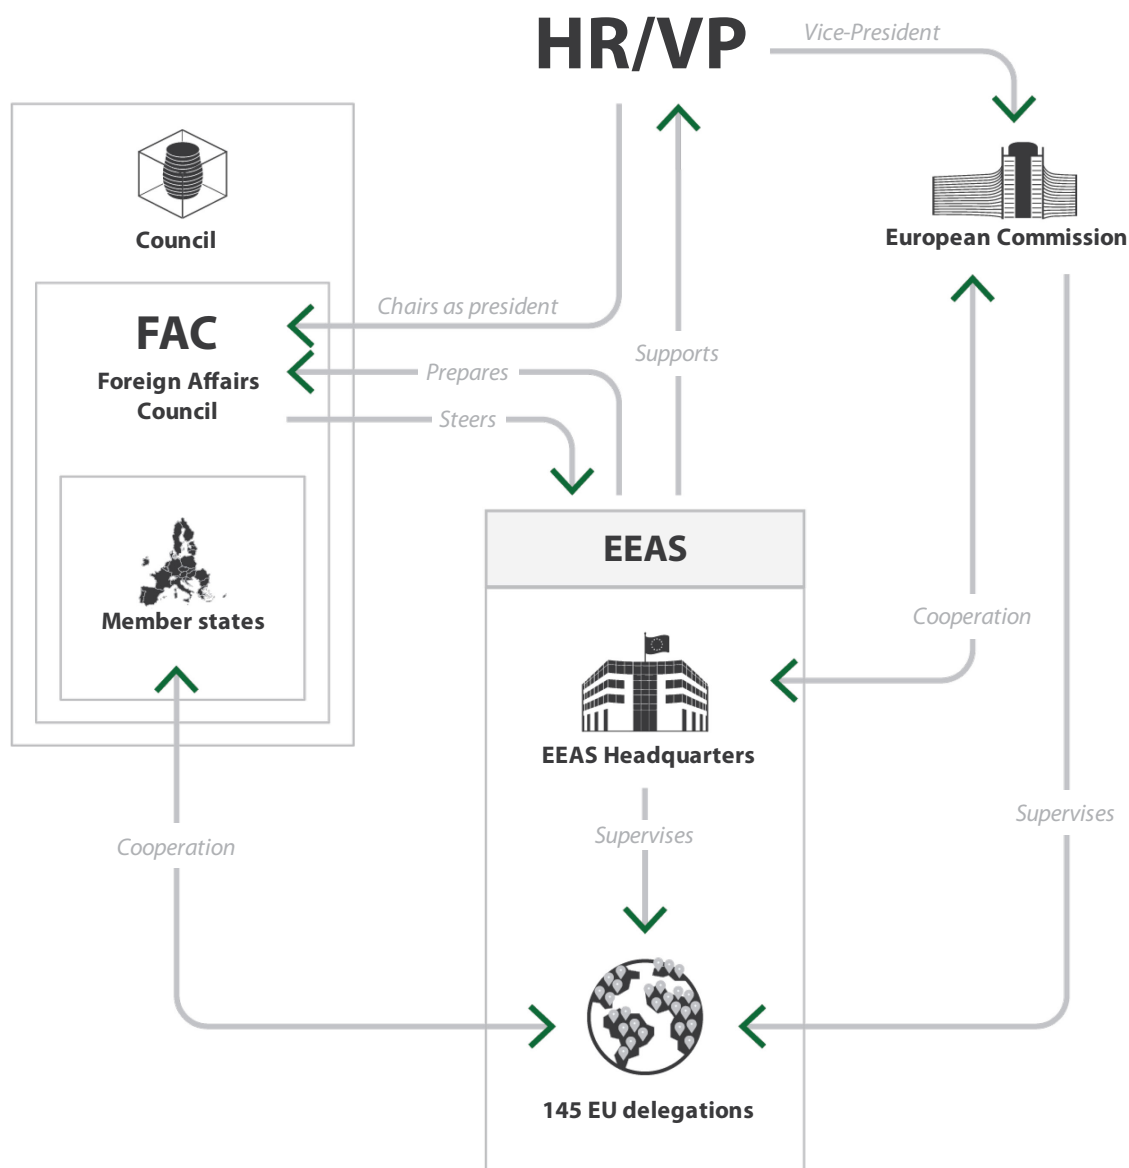 HR/VP
Vice-President
Council
European Commission
Chairs as president
FAC
Foreign Affairs
Council
Prepares
Supports
Steers
EEAS
Member states
Cooperation
EEAS Headquarters
Supervises
Supervises
Cooperation
145 EU delegations